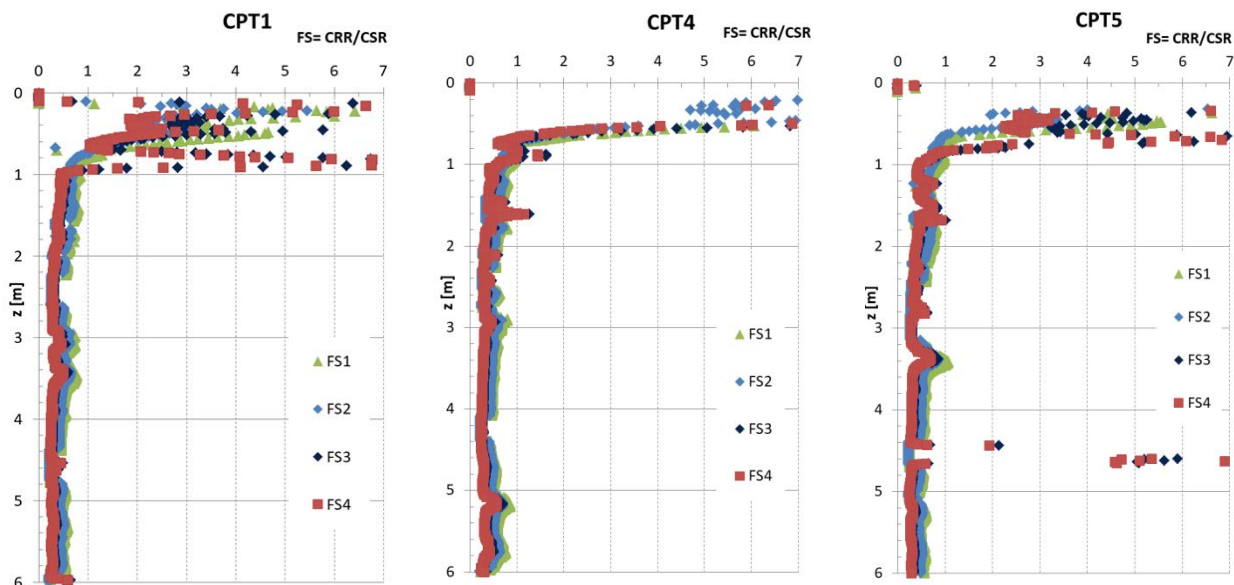 CPT1
FS= CRR/CSR
0 1 2 3 4 5 6 7
0
1
2
3
4
5
6
z [m]
FS1
FS2
FS3
FS4
CPT4
FS= CRR/CSR
0 1 2 3 4 5 6 7
0
1
2
3
4
5
6
z [m]
FS1
FS2
FS3
FS4
CPT5
FS= CRR/CSR
0 1 2 3 4 5 6 7
0
1
2
3
4
5
6
z [m]
FS1
FS2
FS3
FS4